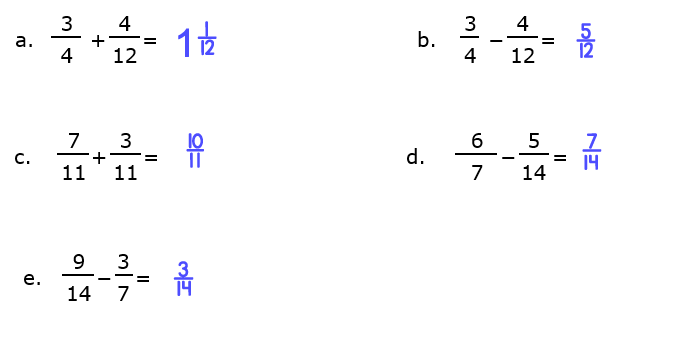 a. 3/4 + 4/12 = 1 1/12
b. 3/4 − 4/12 = 5/12
c. 7/11 + 3/11 = 10/11
d. 6/7 − 5/14 = 7/14
e. 9/14 − 3/7 = 3/14